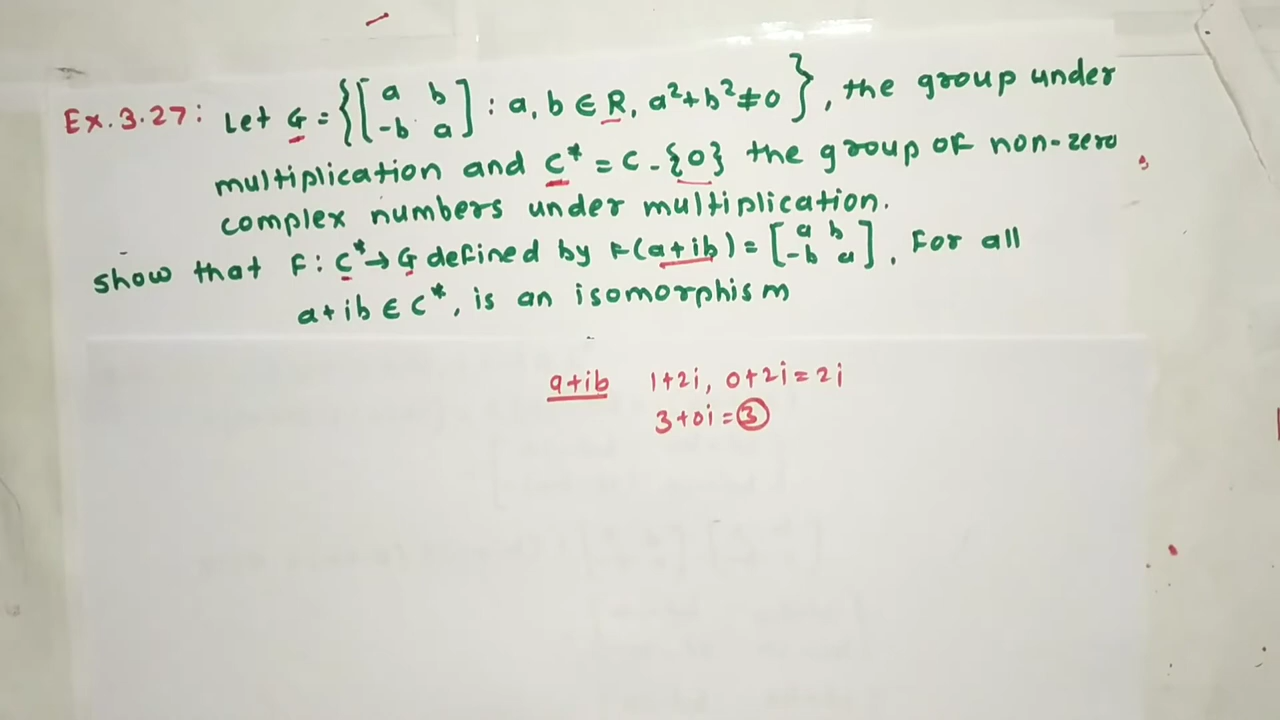 Ex.3.27: Let G = {[a b -b a] : a, b ∈ R, a²+b² ≠ 0}, the group under
multiplication and C* = C - {0} the group of non-zero
complex numbers under multiplication.
show that F: C* → G defined by F(a+ib) = [a b -b a], For all
a+ib ∈ C*, is an isomorphism
a+ib 1+2i, 0+2i = 2i
3+0i = 3